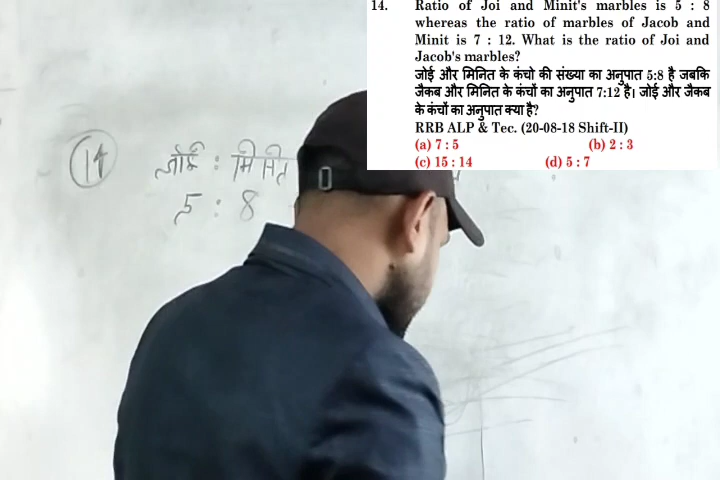 14. Ratio of Joi and Minit's marbles is 5 : 8
whereas the ratio of marbles of Jacob and
Minit is 7 : 12. What is the ratio of Joi and
Jacob's marbles?
जोई और मिनित के कंचो की संख्या का अनुपात 5:8 है जबकि
जैकब और मिनित के कंचों का अनुपात 7:12 है। जोई और जैकब
के कंचों का अनुपात क्या है?
RRB ALP & Tec. (20-08-18 Shift-II)
(a) 7 : 5 (b) 2 : 3
(c) 15 : 14 (d) 5 : 7
14 जोई : मिनित
5 : 8